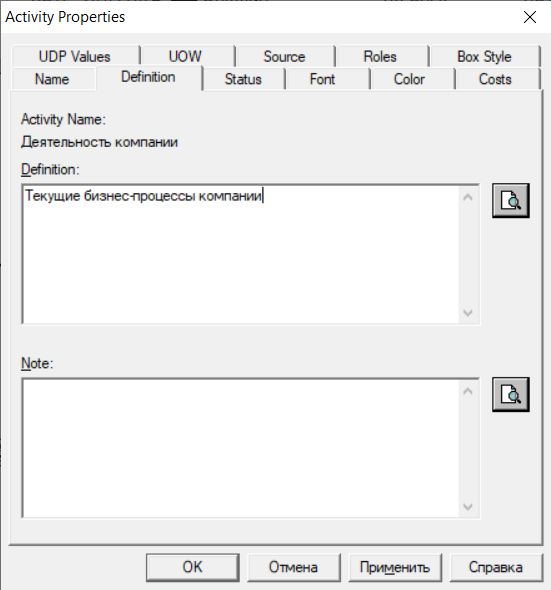 Activity Properties
UDP Values UOW Source Roles Box Style
Name Definition Status Font Color Costs
Activity Name:
Деятельность компании
Definition:
Текущие бизнес-процессы компании
Note:
OK Отмена Применить Справка